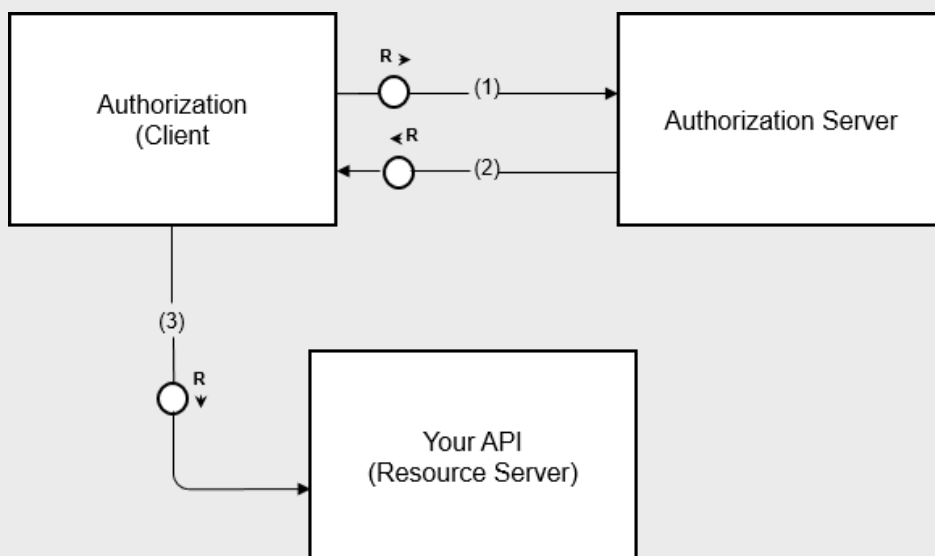 Authorization
(Client
R
(1)
Authorization Server
R
(2)
(3)
R
Your API
(Resource Server)